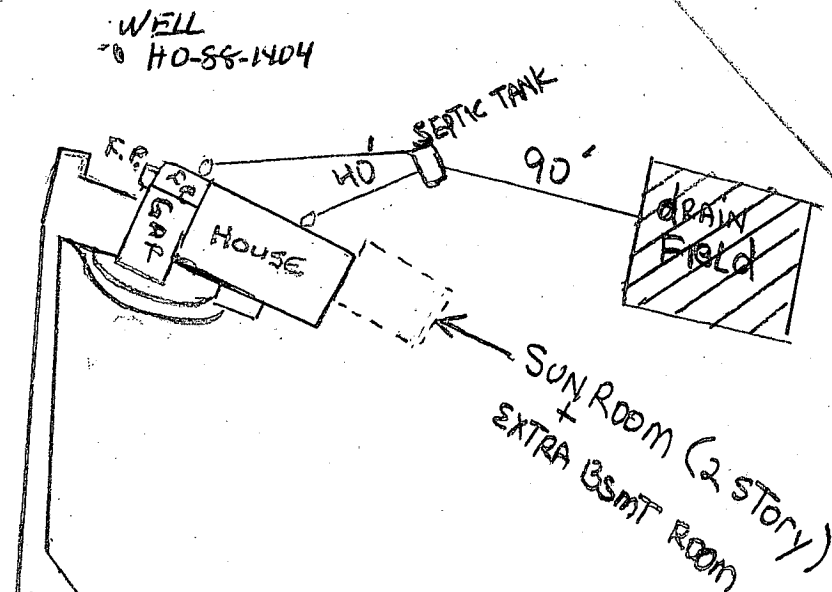 WELL
HO-88-1404
SEPTIC TANK
F.P.
40'
90'
GAR
HOUSE
DRAIN
FIELD
SUN ROOM (2 STORY)
+
EXTRA BSMT ROOM